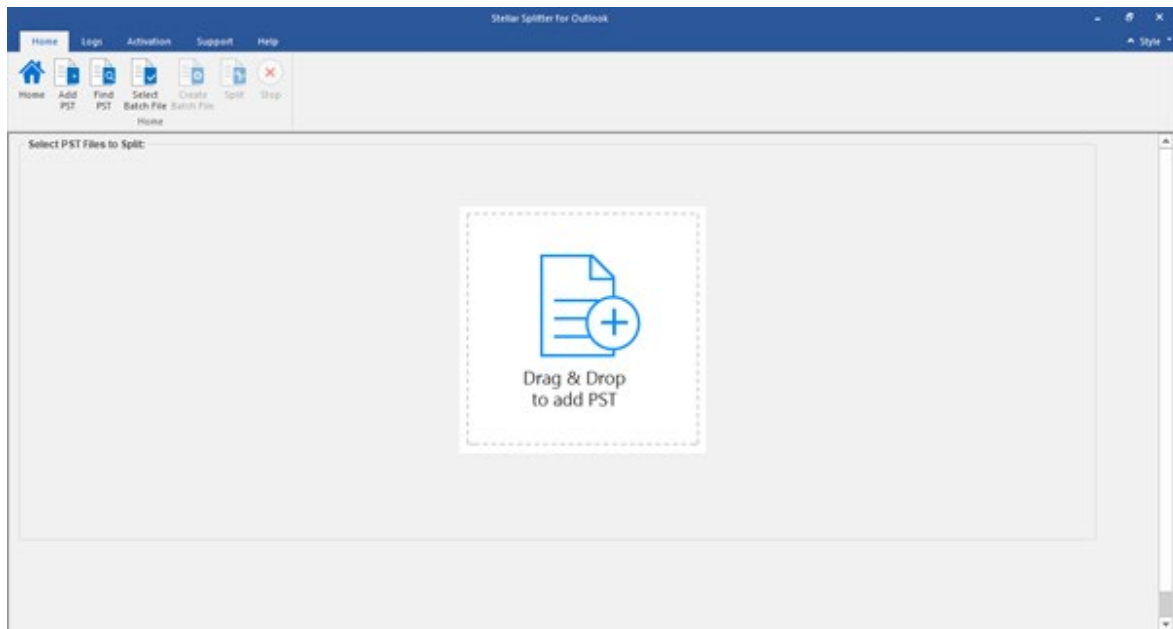 Stellar Splitter for Outlook
Home Logs Activation Support Help
Style
Home Add PST Find PST Select Batch File Create Batch File Split Stop
Home
Select PST Files to Split:
Drag & Drop
to add PST